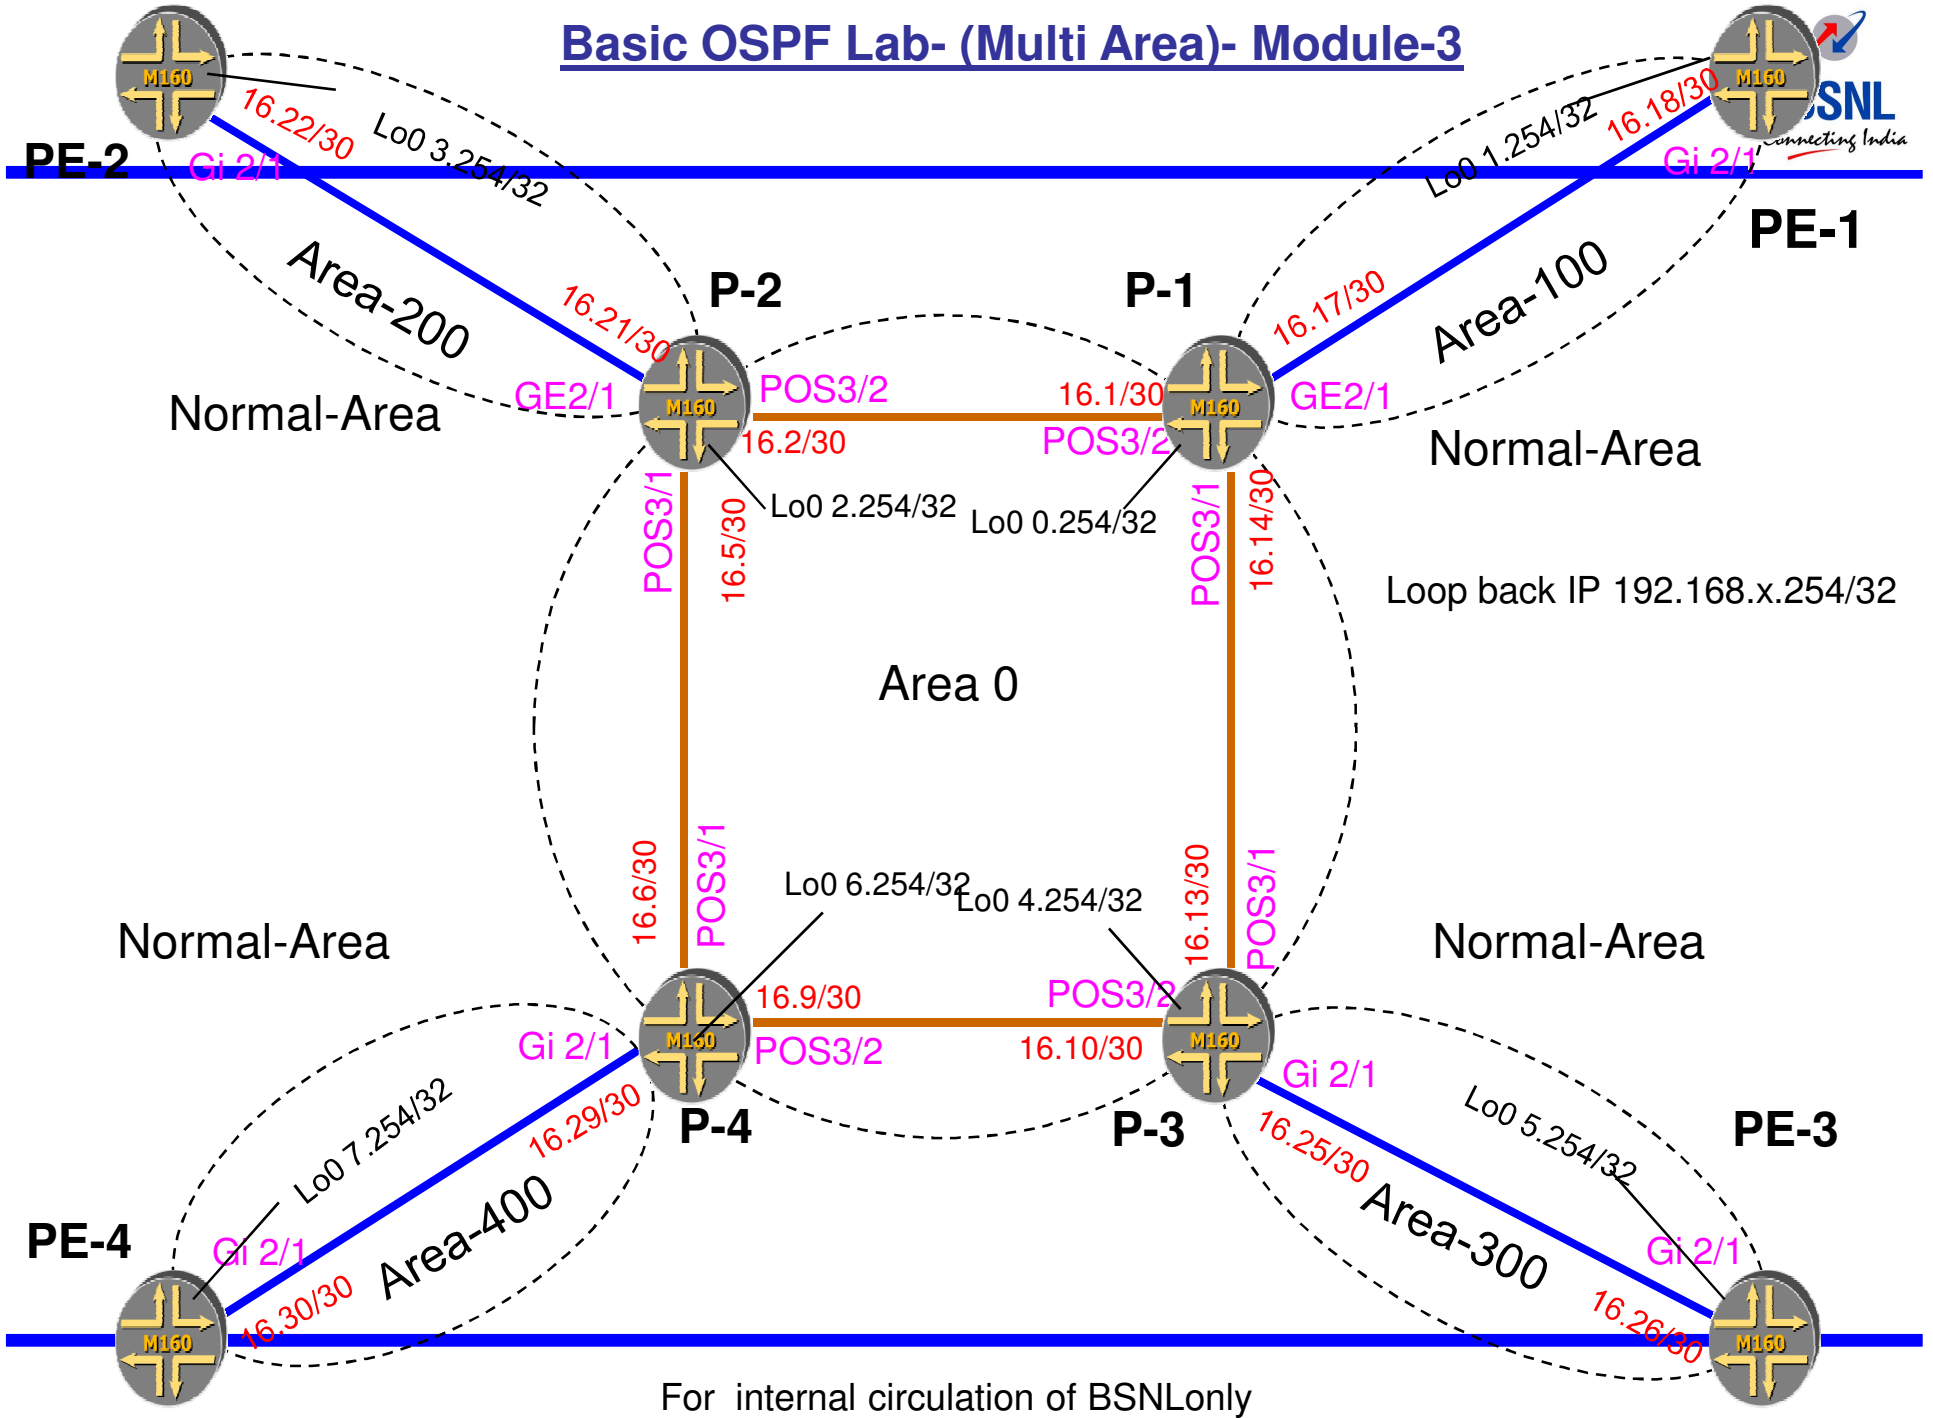 Basic OSPF Lab- (Multi Area)- Module-3
M160
16.22/30
Lo0 3.254/32
PE-2
Gi 2/1
M160
16.18/30
Lo0 1.254/32
SNL
Connecting India
Gi 2/1
PE-1
Area-200
16.21/30
P-2
P-1
16.17/30
Area-100
Normal-Area
GE2/1
M160
POS3/2
16.2/30
16.1/30
POS3/2
M160
GE2/1
Normal-Area
POS3/1
16.5/30
Lo0 2.254/32
Lo0 0.254/32
POS3/1
16.14/30
Loop back IP 192.168.x.254/32
Area 0
16.6/30
POS3/1
Lo0 6.254/32
Lo0 4.254/32
16.13/30
POS3/1
Normal-Area
Normal-Area
Gi 2/1
M160
16.9/30
POS3/2
POS3/2
16.10/30
M160
Gi 2/1
Lo0 7.254/32
16.29/30
P-4
P-3
16.25/30
Lo0 5.254/32
PE-3
PE-4
Gi 2/1
Area-400
Area-300
Gi 2/1
16.30/30
M160
16.26/30
M160
For  internal circulation of BSNLonly